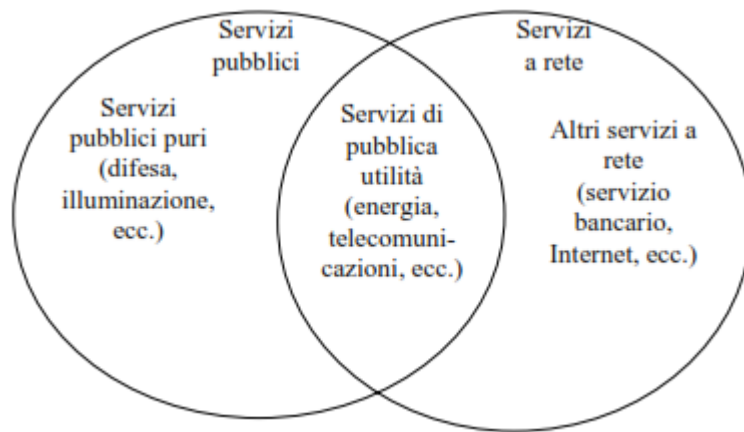 Servizi
pubblici
Servizi
a rete
Servizi
pubblici puri
(difesa,
illuminazione,
ecc.)
Servizi di
pubblica
utilità
(energia,
telecomuni-
cazioni, ecc.)
Altri servizi a
rete
(servizio
bancario,
Internet, ecc.)